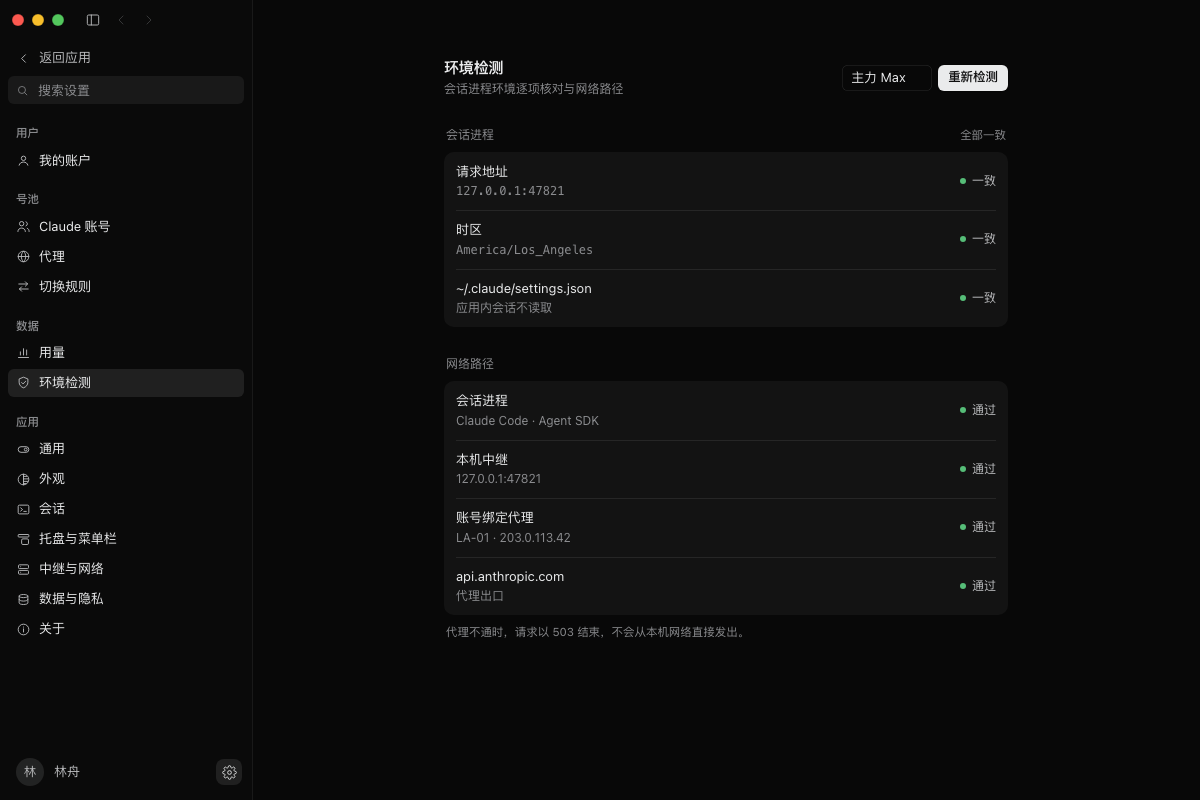 返回应用
搜索设置
用户
我的账户
号池
Claude 账号
代理
切换规则
数据
用量
环境检测
应用
通用
外观
会话
托盘与菜单栏
中继与网络
数据与隐私
关于
林
林舟
环境检测
会话进程环境逐项核对与网络路径
主力 Max
重新检测
会话进程
全部一致
请求地址
127.0.0.1:47821
一致
时区
America/Los_Angeles
一致
~/.claude/settings.json
应用内会话不读取
一致
网络路径
会话进程
Claude Code · Agent SDK
通过
本机中继
127.0.0.1:47821
通过
账号绑定代理
LA-01 · 203.0.113.42
通过
api.anthropic.com
代理出口
通过
代理不通时，请求以 503 结束，不会从本机网络直接发出。